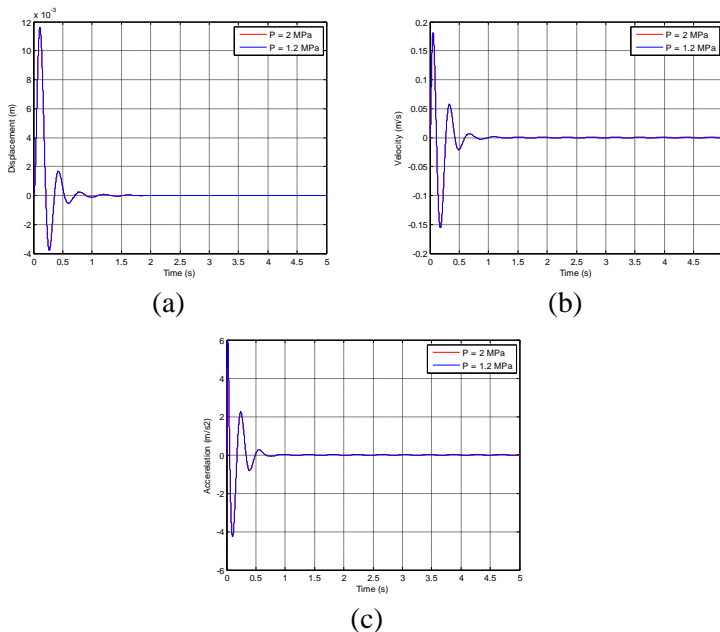 x 10 -3
12
10
8
6
4
2
0
-2
-4
0 0.5 1 1.5 2 2.5 3 3.5 4 4.5 5
Time (s)
Displacement (m)
P = 2 MPa
P = 1.2 MPa
(a)
0.2
0.15
0.1
0.05
0
-0.05
-0.1
-0.15
-0.2
0 0.5 1 1.5 2 2.5 3 3.5 4 4.5
Time (s)
Velocity (m/s)
P = 2 MPa
P = 1.2 MPa
(b)
6
4
2
0
-2
-4
-6
0 0.5 1 1.5 2 2.5 3 3.5 4 4.5 5
Time (s)
Accerelation (m/s2)
P = 2 MPa
P = 1.2 MPa
(c)